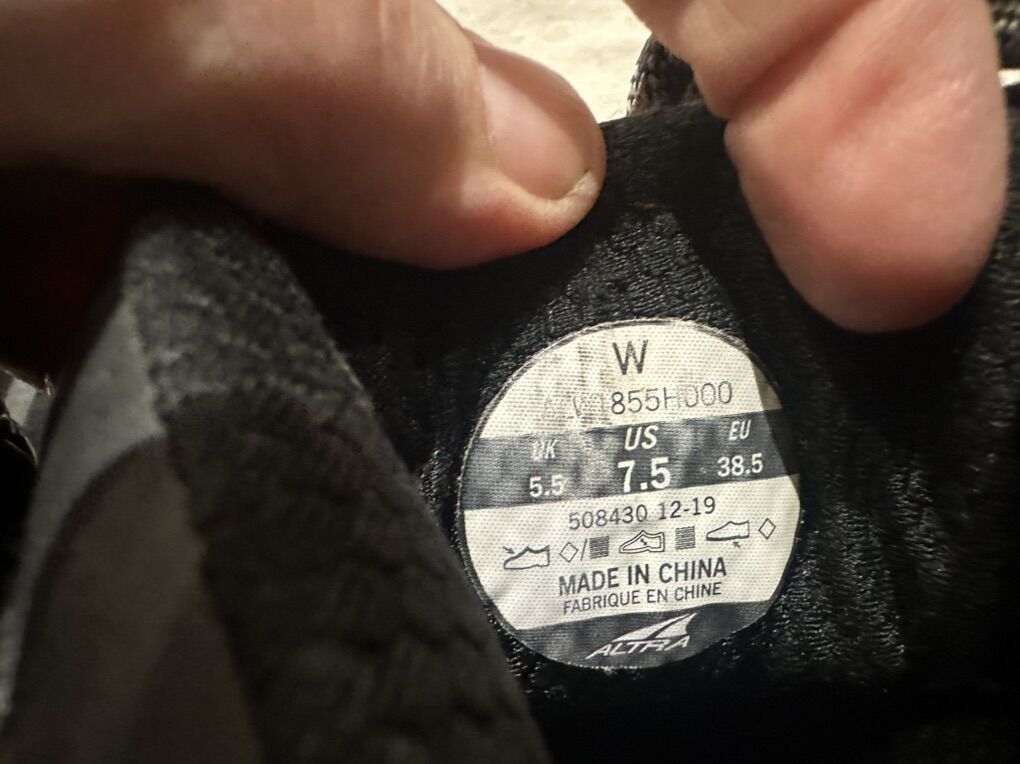 W
855H000
UK US EU
5.5 7.5 38.5
508430 12-19
MADE IN CHINA
FABRIQUE EN CHINE
ALTRA